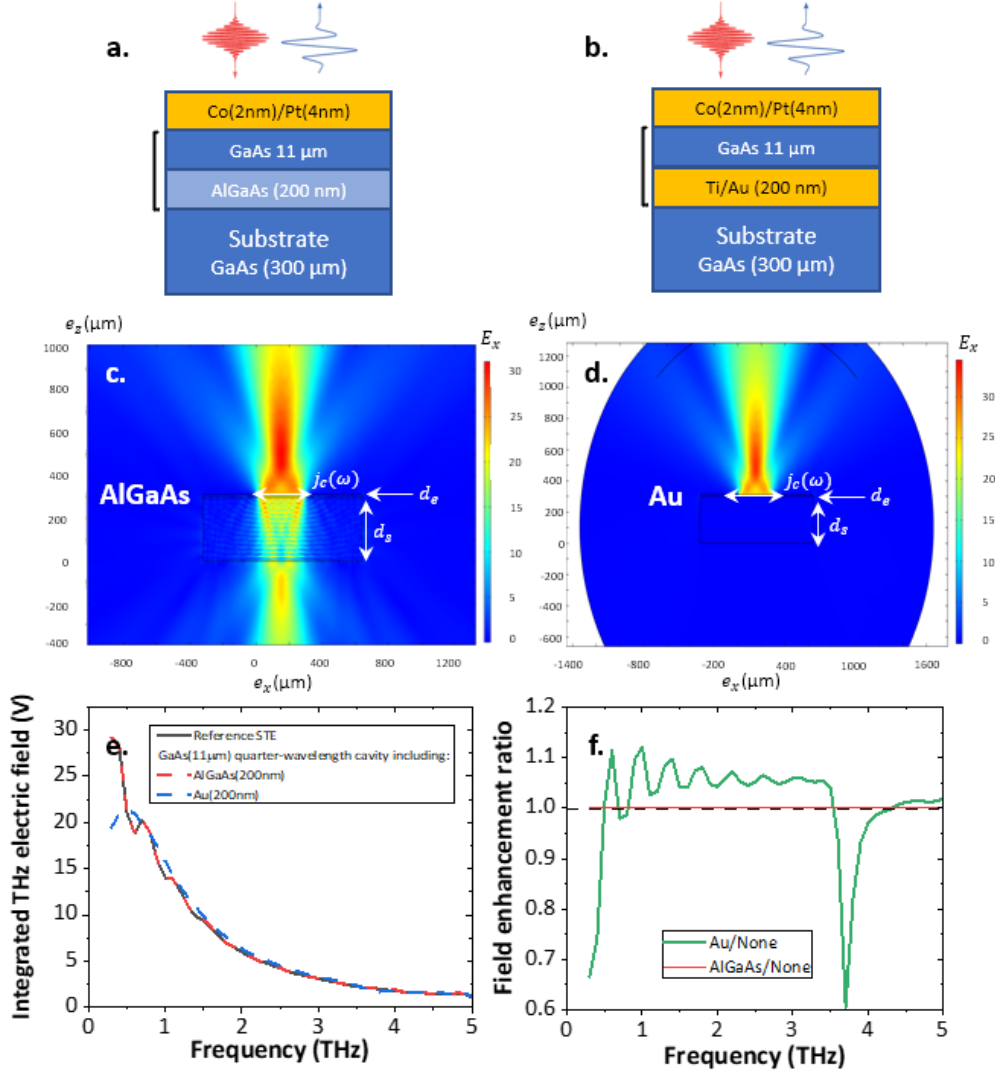 a.
Co(2nm)/Pt(4nm)
GaAs 11 µm
AlGaAs (200 nm)
Substrate
GaAs (300 µm)
b.
Co(2nm)/Pt(4nm)
GaAs 11 µm
Ti/Au (200 nm)
Substrate
GaAs (300 µm)
e_z(µm)
1000
800
600
400
200
0
-200
-400
c.
AlGaAs
j_c(ω)
d_e
d_s
-800
-400
0
400
800
1200
e_x(µm)
E_x
30
25
20
15
10
5
0
e_z(µm)
1200
1000
800
600
400
200
0
-200
-400
-600
d.
Au
j_c(ω)
d_e
d_s
-1400
-800
-200
400
1000
1600
e_x(µm)
E_x
30
25
20
15
10
5
0
Integrated THz electric field (V)
30
25
20
15
10
5
0
e.
Reference STE
GaAs(11µm) quarter-wavelength cavity including:
AlGaAs(200nm)
Au(200nm)
0
1
2
3
4
5
Frequency (THz)
Field enhancement ratio
1.2
1.1
1.0
0.9
0.8
0.7
0.6
f.
Au/None
AlGaAs/None
0
1
2
3
4
5
Frequency (THz)